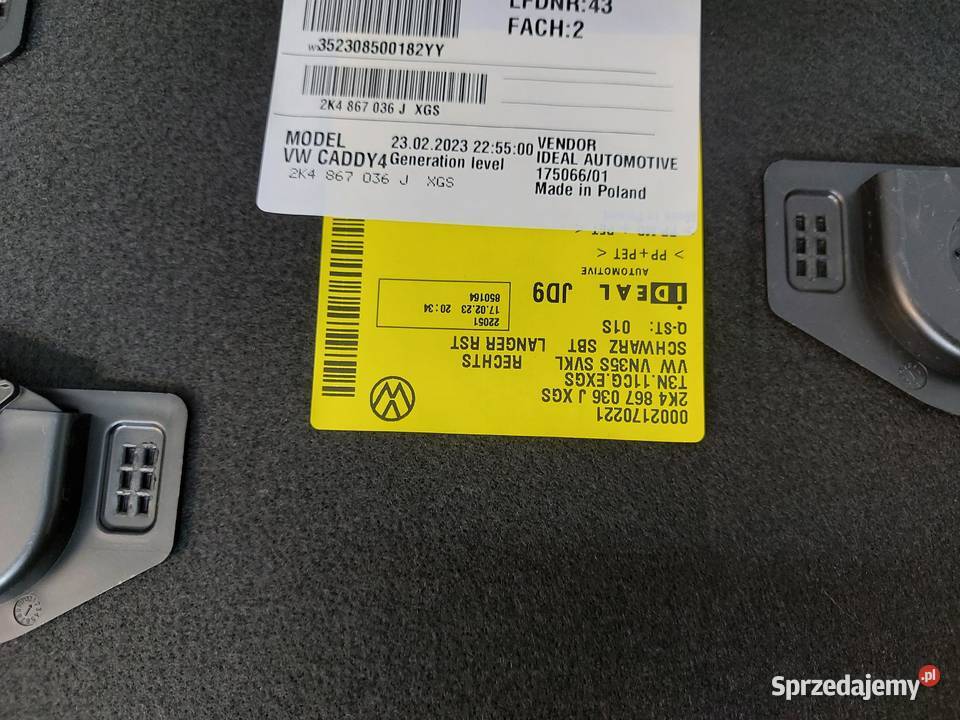 LFDNR:43
FACH:2
352308500182YY
2K4 867 036 J XGS
MODEL
VW CADDY4
23.02.2023 22:55:00
Generation level
VENDOR
IDEAL AUTOMOTIVE
175066/01
Made in Poland
2K4 867 036 J XGS
0002170221
2K4 867 036 J XGS
T3N.11CG.EXGS
VW VN35S SVKL
SCHWARZ SBT
RECHTS
LANGER RST
Q-ST: 01S
22051
17.02.23 20:34
850164
iDEAL JD9
AUTOMOTIVE
> PP+PET <
Sprzedajemy.pl